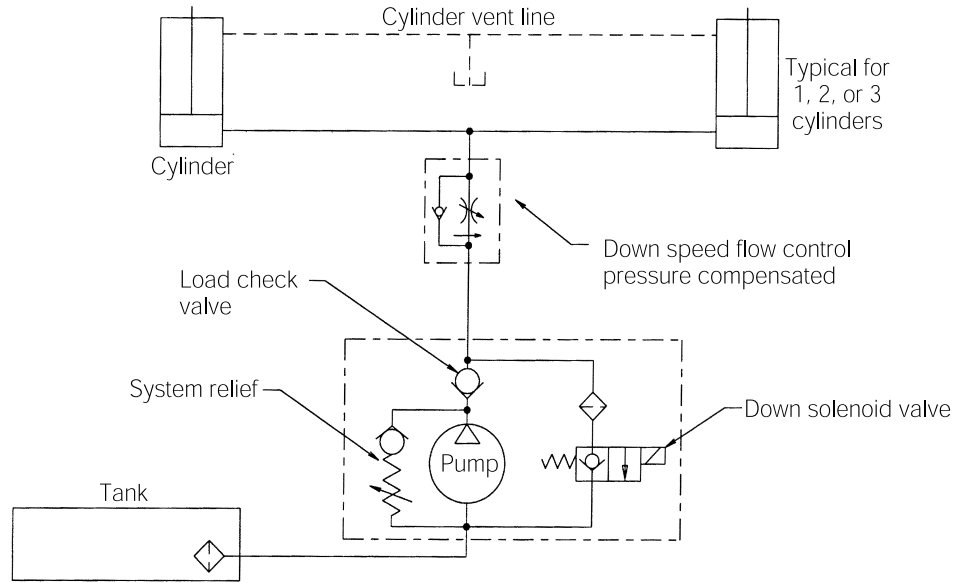 Cylinder vent line
Typical for
1, 2, or 3
cylinders
Cylinder
Down speed flow control
pressure compensated
Load check
valve
System relief
Down solenoid valve
Pump
Tank